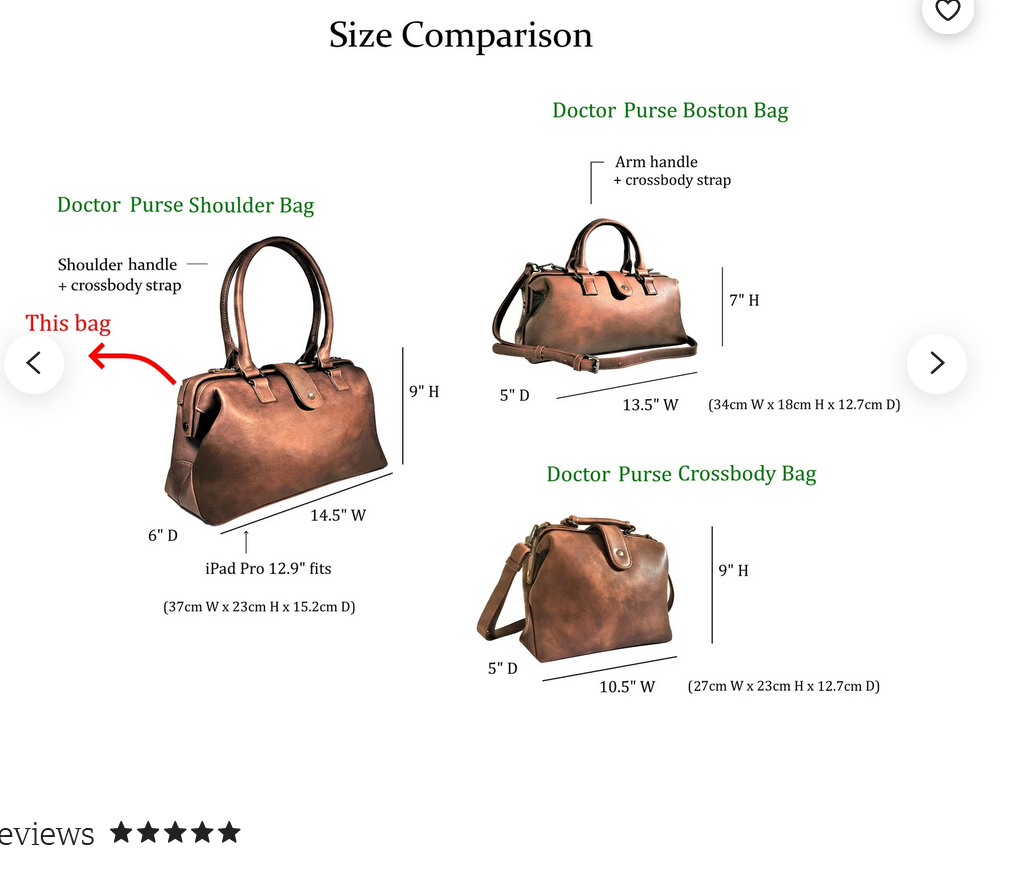 Size Comparison
Doctor Purse Boston Bag
Arm handle
+ crossbody strap
7" H
5" D
13.5" W
(34cm W x 18cm H x 12.7cm D)
Doctor Purse Shoulder Bag
Shoulder handle
+ crossbody strap
This bag
9" H
14.5" W
6" D
iPad Pro 12.9" fits
(37cm W x 23cm H x 15.2cm D)
Doctor Purse Crossbody Bag
9" H
5" D
10.5" W
(27cm W x 23cm H x 12.7cm D)
eviews